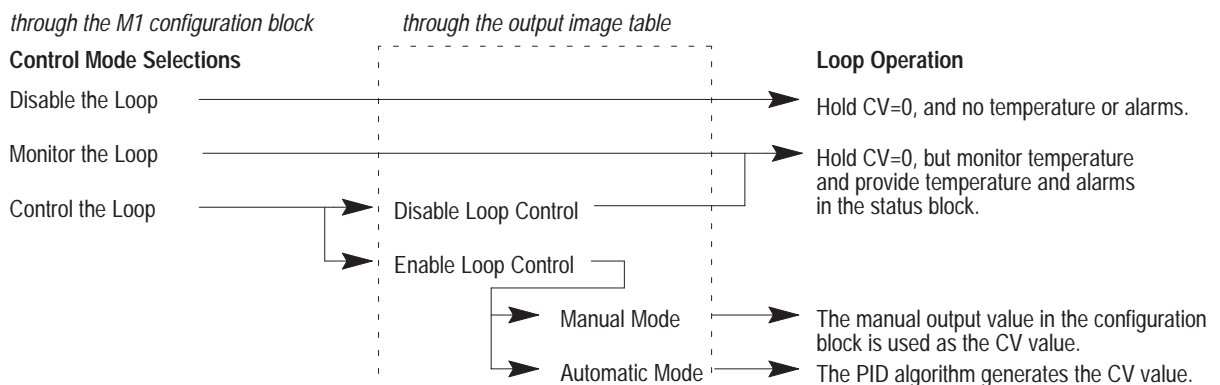 through the M1 configuration block
through the output image table
Control Mode Selections
Loop Operation
Disable the Loop
Hold CV=0, and no temperature or alarms.
Monitor the Loop
Hold CV=0, but monitor temperature
and provide temperature and alarms
in the status block.
Control the Loop
Disable Loop Control
Enable Loop Control
Manual Mode
The manual output value in the configuration
block is used as the CV value.
Automatic Mode
The PID algorithm generates the CV value.